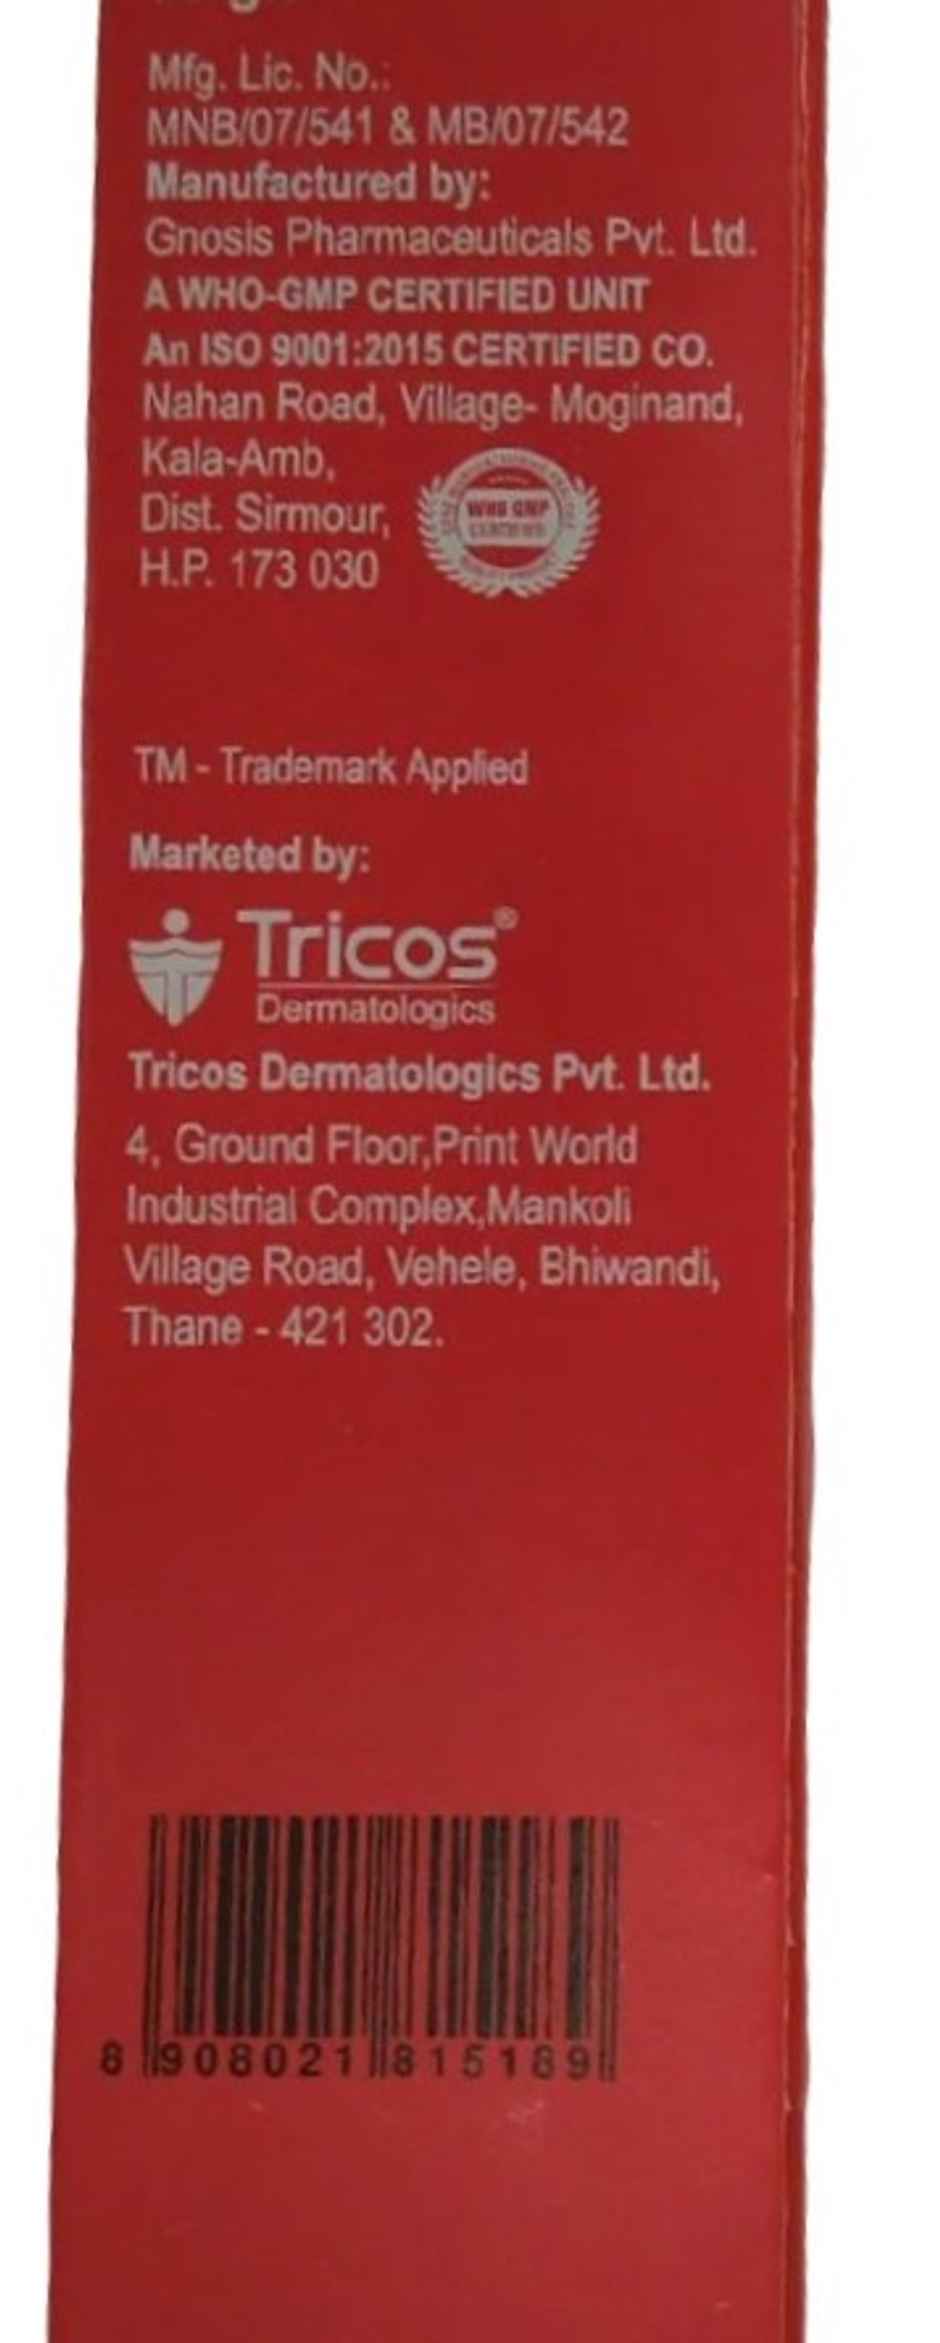 Mfg. Lic. No.:
MNB/07/541 & MB/07/542
Manufactured by:
Gnosis Pharmaceuticals Pvt. Ltd.
A WHO-GMP CERTIFIED UNIT
An ISO 9001:2015 CERTIFIED CO.
Nahan Road, Village- Moginand,
Kala-Amb,
Dist. Sirmour,
H.P. 173 030
WHO GMP
CERTIFIED
TM - Trademark Applied
Marketed by:
Tricos®
Dermatologics
Tricos Dermatologics Pvt. Ltd.
4, Ground Floor,Print World
Industrial Complex,Mankoli
Village Road, Vehele, Bhiwandi,
Thane - 421 302.
8 908021 815189